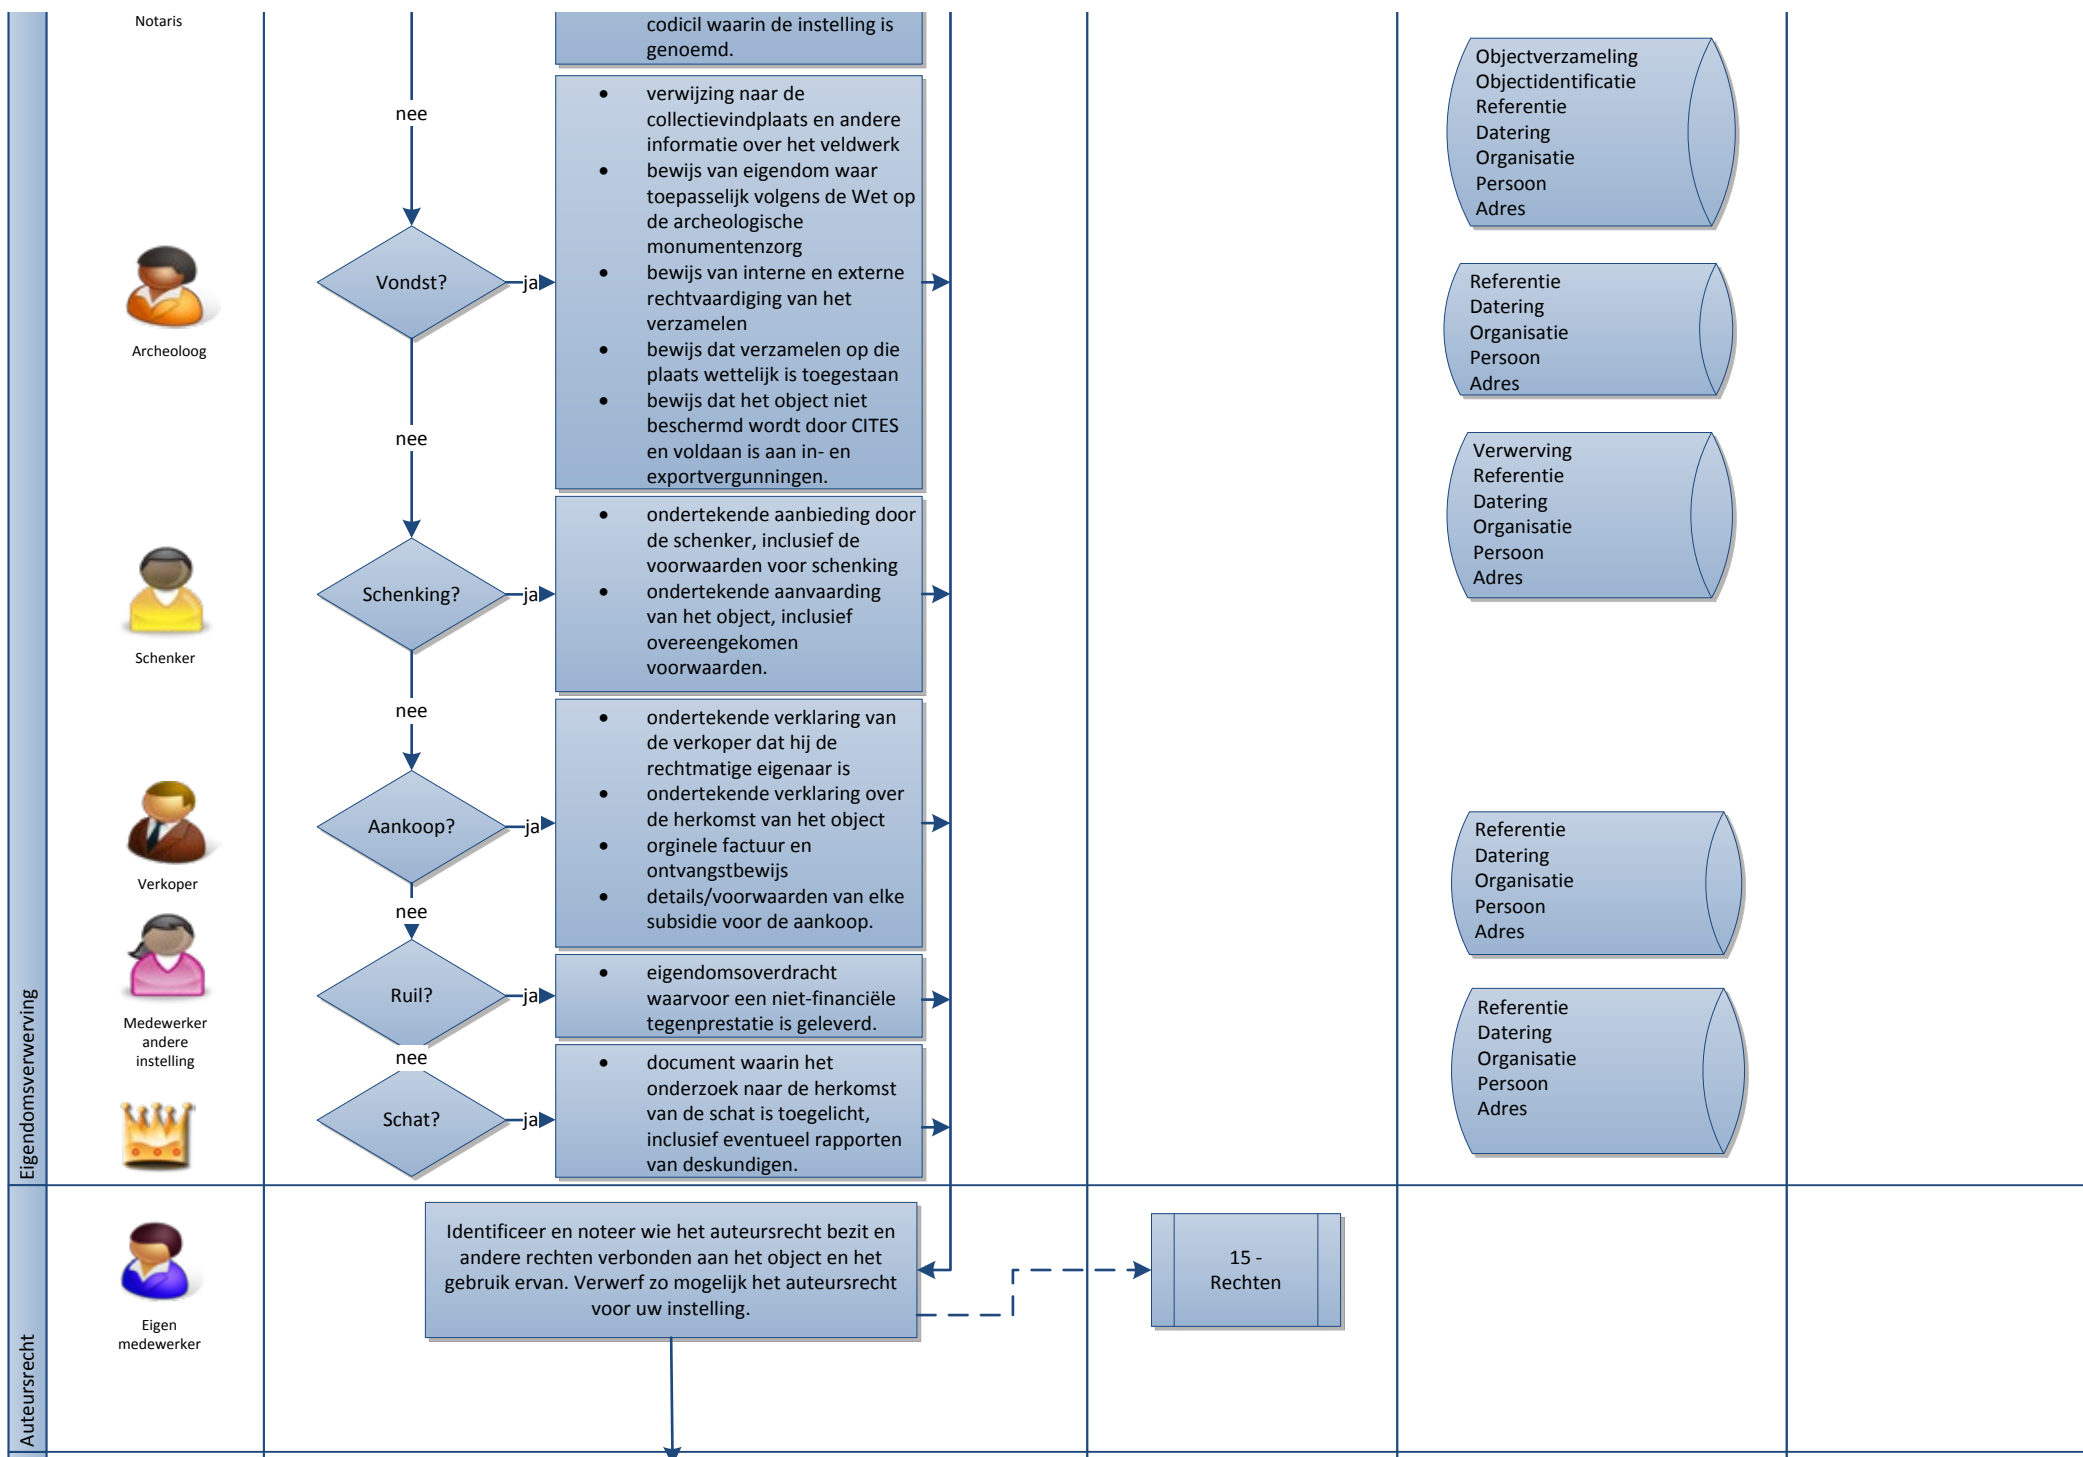 Notaris
codicil waarin de instelling is
genoemd.
nee
• verwijzing naar de
collectievindplaats en andere
informatie over het veldwerk
• bewijs van eigendom waar
toepasselijk volgens de Wet op
de archeologische
monumentenzorg
• bewijs van interne en externe
rechtvaardiging van het
verzamelen
• bewijs dat verzamelen op die
plaats wettelijk is toegestaan
• bewijs dat het object niet
beschermd wordt door CITES
en voldaan is aan in- en
exportvergunningen.
Vondst?
ja
Archeoloog
nee
• ondertekende aanbieding door
de schenker, inclusief de
voorwaarden voor schenking
• ondertekende aanvaarding
van het object, inclusief
overeengekomen
voorwaarden.
Schenking?
ja
Schenker
nee
• ondertekende verklaring van
de verkoper dat hij de
rechtmatige eigenaar is
• ondertekende verklaring over
de herkomst van het object
• orginele factuur en
ontvangstbewijs
• details/voorwaarden van elke
subsidie voor de aankoop.
Aankoop?
ja
Verkoper
nee
Ruil?
ja
• eigendomsoverdracht
waarvoor een niet-financiële
tegenprestatie is geleverd.
Medewerker
andere
instelling
nee
Schat?
ja
• document waarin het
onderzoek naar de herkomst
van de schat is toegelicht,
inclusief eventueel rapporten
van deskundigen.
Objectverzameling
Objectidentificatie
Referentie
Datering
Organisatie
Persoon
Adres
Referentie
Datering
Organisatie
Persoon
Adres
Verwerving
Referentie
Datering
Organisatie
Persoon
Adres
Referentie
Datering
Organisatie
Persoon
Adres
Referentie
Datering
Organisatie
Persoon
Adres
Eigendomsverwerving
Identificeer en noteer wie het auteursrecht bezit en
andere rechten verbonden aan het object en het
gebruik ervan. Verwerf zo mogelijk het auteursrecht
voor uw instelling.
15 -
Rechten
Eigen
medewerker
Auteursrecht